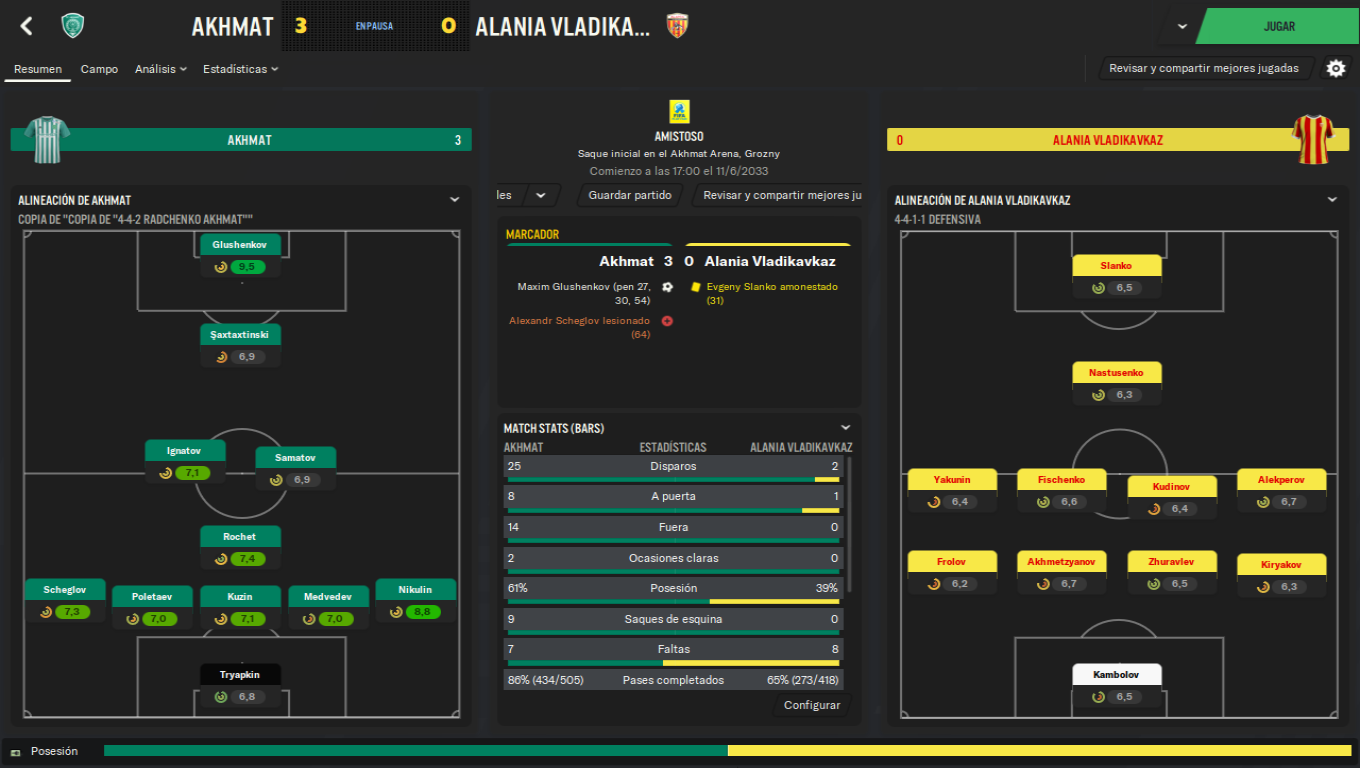 AKHMAT 3 EN PAUSA 0 ALANIA VLADIKA...
JUGAR
Resumen Campo Análisis Estadísticas
Revisar y compartir mejores jugadas
AKHMAT 3
FIFA
AMISTOSO
Saque inicial en el Akhmat Arena, Grozny
Comienzo a las 17:00 el 11/6/2033
les Guardar partido Revisar y compartir mejores ju
0 ALANIA VLADIKAVKAZ
ALINEACIÓN DE AKHMAT
COPIA DE "COPIA DE "4-4-2 RADCHENKO AKHMAT""
Glushenkov
9,5
Şaxtaxtinski
6,9
Ignatov
7,1
Samatov
6,9
Rochet
7,4
Scheglov
7,3
Poletaev
7,0
Kuzin
7,1
Medvedev
7,0
Nikulin
8,8
Tryapkin
6,8
MARCADOR
Akhmat 3 0 Alania Vladikavkaz
Maxim Glushenkov (pen 27,
30, 54)
Alexandr Scheglov lesionado
(64)
Evgeny Slanko amonestado
(31)
MATCH STATS (BARS)
AKHMAT ESTADÍSTICAS ALANIA VLADIKAVKAZ
25 Disparos 2
8 A puerta 1
14 Fuera 0
2 Ocasiones claras 0
61% Posesión 39%
9 Saques de esquina 0
7 Faltas 8
86% (434/505) Pases completados 65% (273/418)
Configurar
ALINEACIÓN DE ALANIA VLADIKAVKAZ
4-4-1-1 DEFENSIVA
Slanko
6,5
Nastusenko
6,3
Yakunin
6,4
Fischenko
6,6
Kudinov
6,4
Alekperov
6,7
Frolov
6,2
Akhmetzyanov
6,7
Zhuravlev
6,5
Kiryakov
6,3
Kambolov
6,5
Posesión